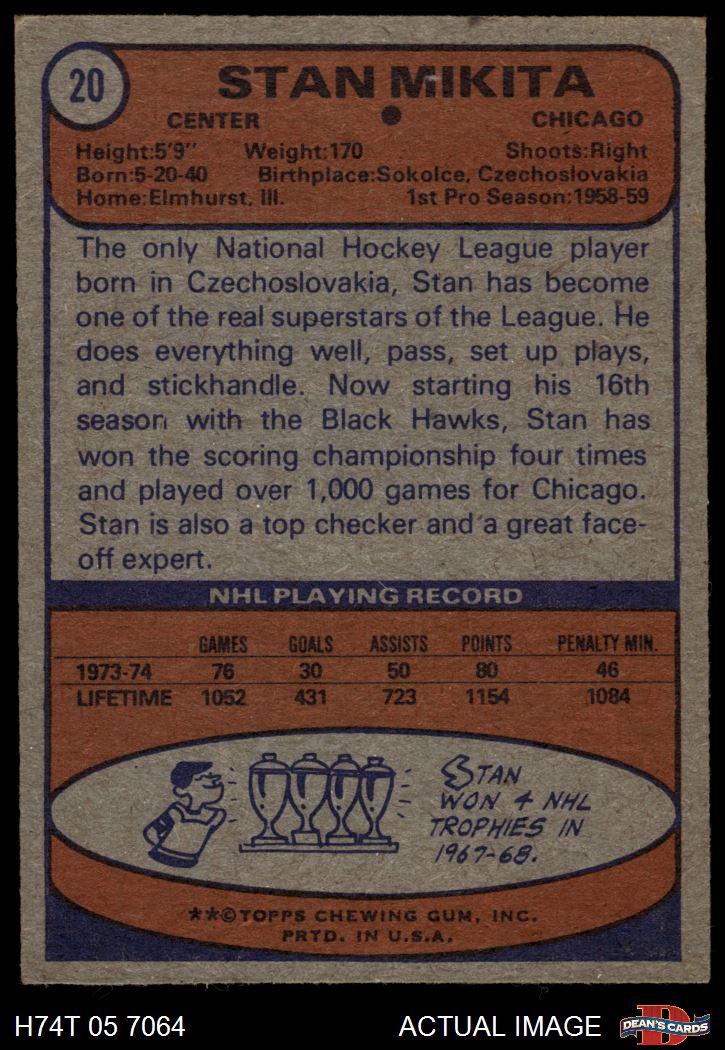 20
STAN MIKITA
CENTER CHICAGO
Height:5'9" Weight:170 Shoots:Right
Born:5-20-40 Birthplace:Sokolce, Czechoslovakia
Home:Elmhurst, Ill. 1st Pro Season:1958-59
The only National Hockey League player
born in Czechoslovakia, Stan has become
one of the real superstars of the League. He
does everything well, pass, set up plays,
and stickhandle. Now starting his 16th
season with the Black Hawks, Stan has
won the scoring championship four times
and played over 1,000 games for Chicago.
Stan is also a top checker and a great face-
off expert.
NHL PLAYING RECORD
GAMES GOALS ASSISTS POINTS PENALTY MIN.
1973-74 76 30 50 80 46
LIFETIME 1052 431 723 1154 1084
STAN
WON 4 NHL
TROPHIES IN
1967-68.
**©TOPPS CHEWING GUM, INC.
PRTD. IN U.S.A.
H74T 05 7064 ACTUAL IMAGE D DEAN'S CARDS